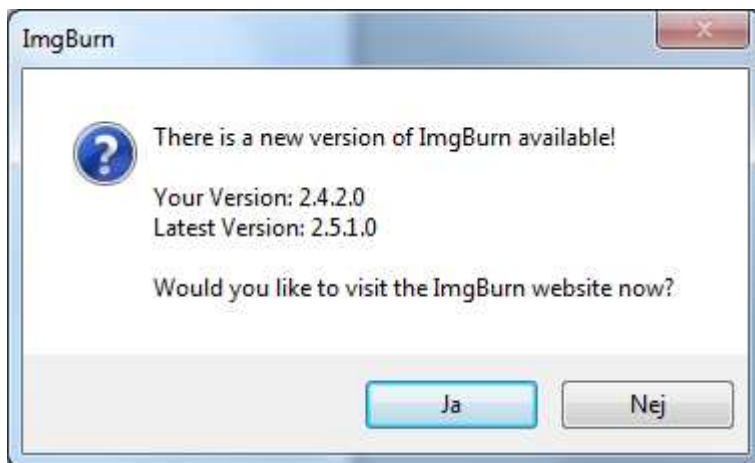 ImgBurn
There is a new version of ImgBurn available!
Your Version: 2.4.2.0
Latest Version: 2.5.1.0
Would you like to visit the ImgBurn website now?
Ja
Nej